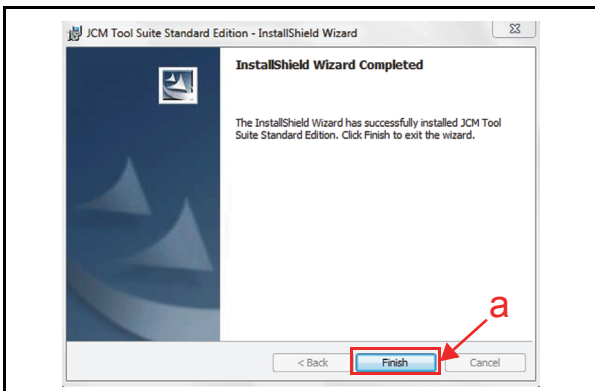 JCM Tool Suite Standard Edition - InstallShield Wizard
InstallShield Wizard Completed
The InstallShield Wizard has successfully installed JCM Tool
Suite Standard Edition. Click Finish to exit the wizard.
a
< Back Finish Cancel